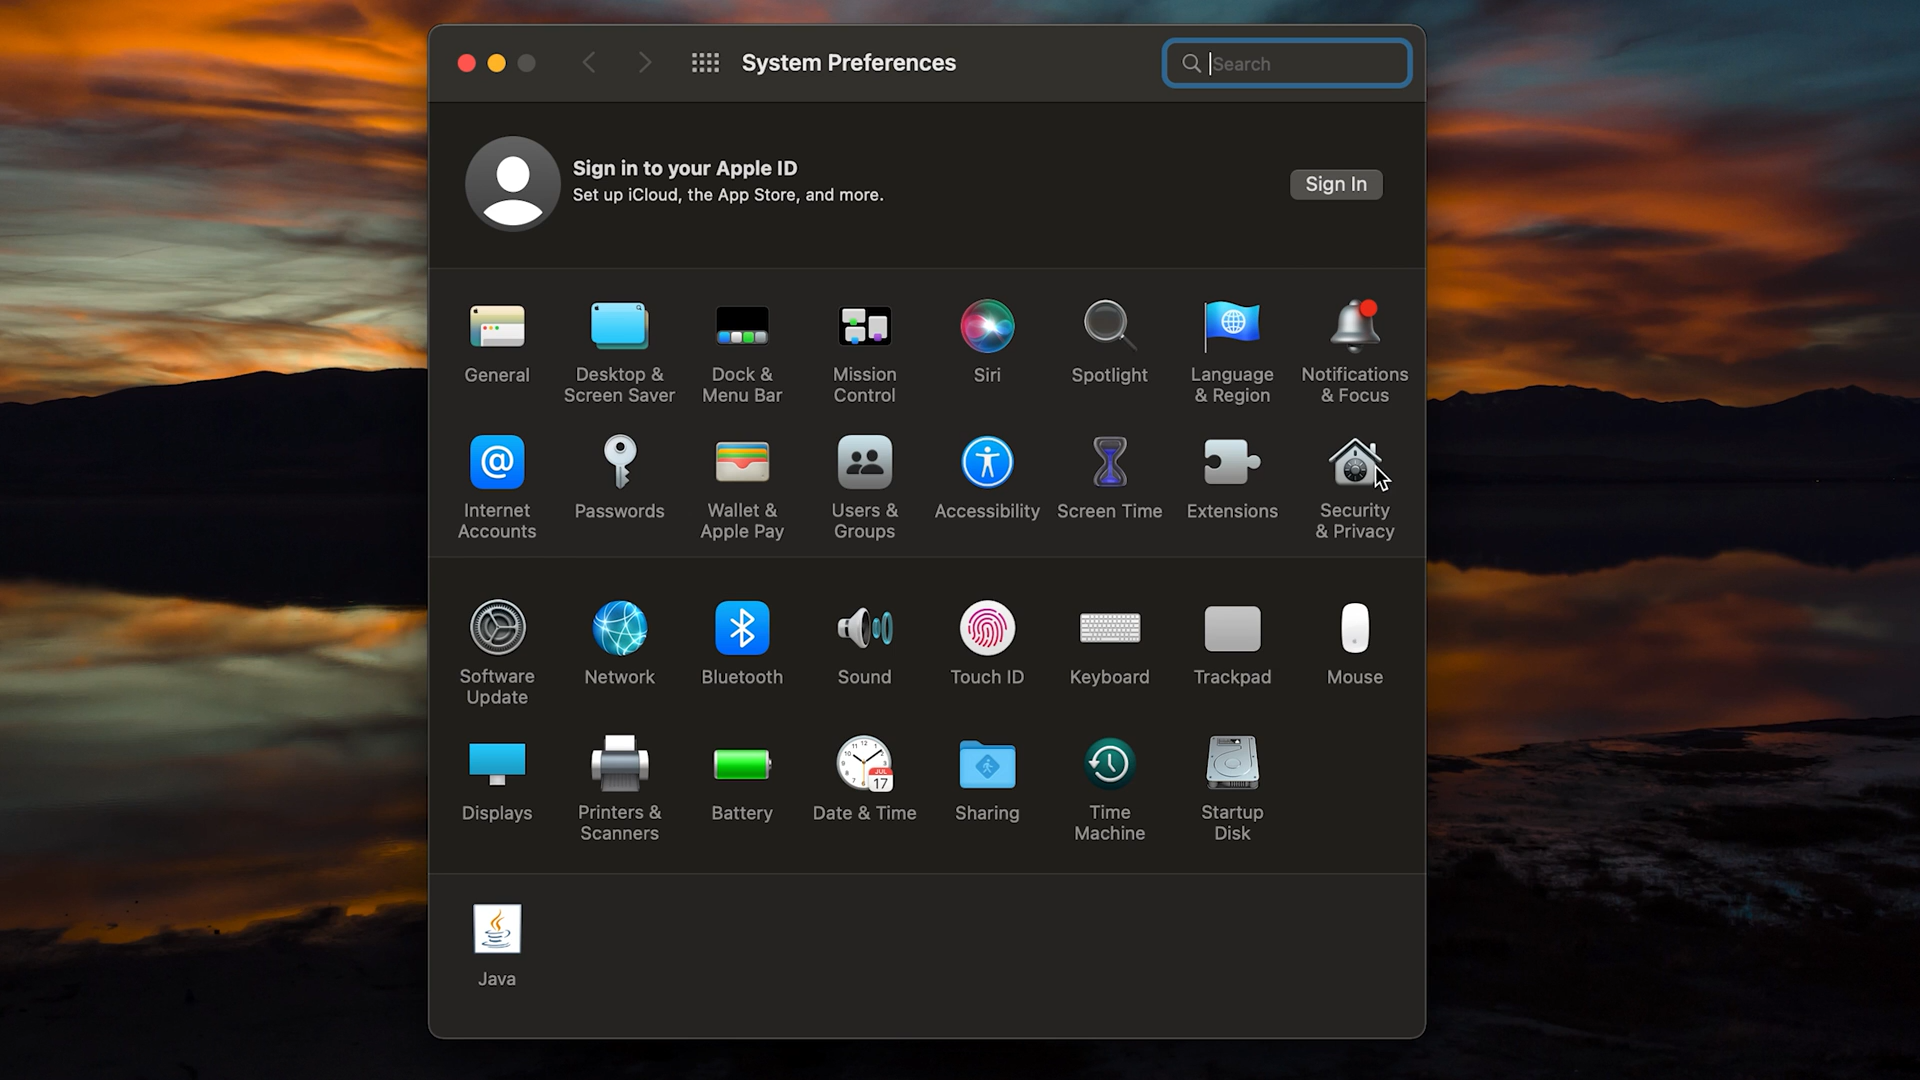 System Preferences
Search
Sign in to your Apple ID
Set up iCloud, the App Store, and more.
Sign In
General
Desktop &
Screen Saver
Dock &
Menu Bar
Mission
Control
Siri
Spotlight
Language
& Region
Notifications
& Focus
Internet
Accounts
Passwords
Wallet &
Apple Pay
Users &
Groups
Accessibility
Screen Time
Extensions
Security
& Privacy
Software
Update
Network
Bluetooth
Sound
Touch ID
Keyboard
Trackpad
Mouse
JUL
17
Displays
Printers &
Scanners
Battery
Date & Time
Sharing
Time
Machine
Startup
Disk
Java